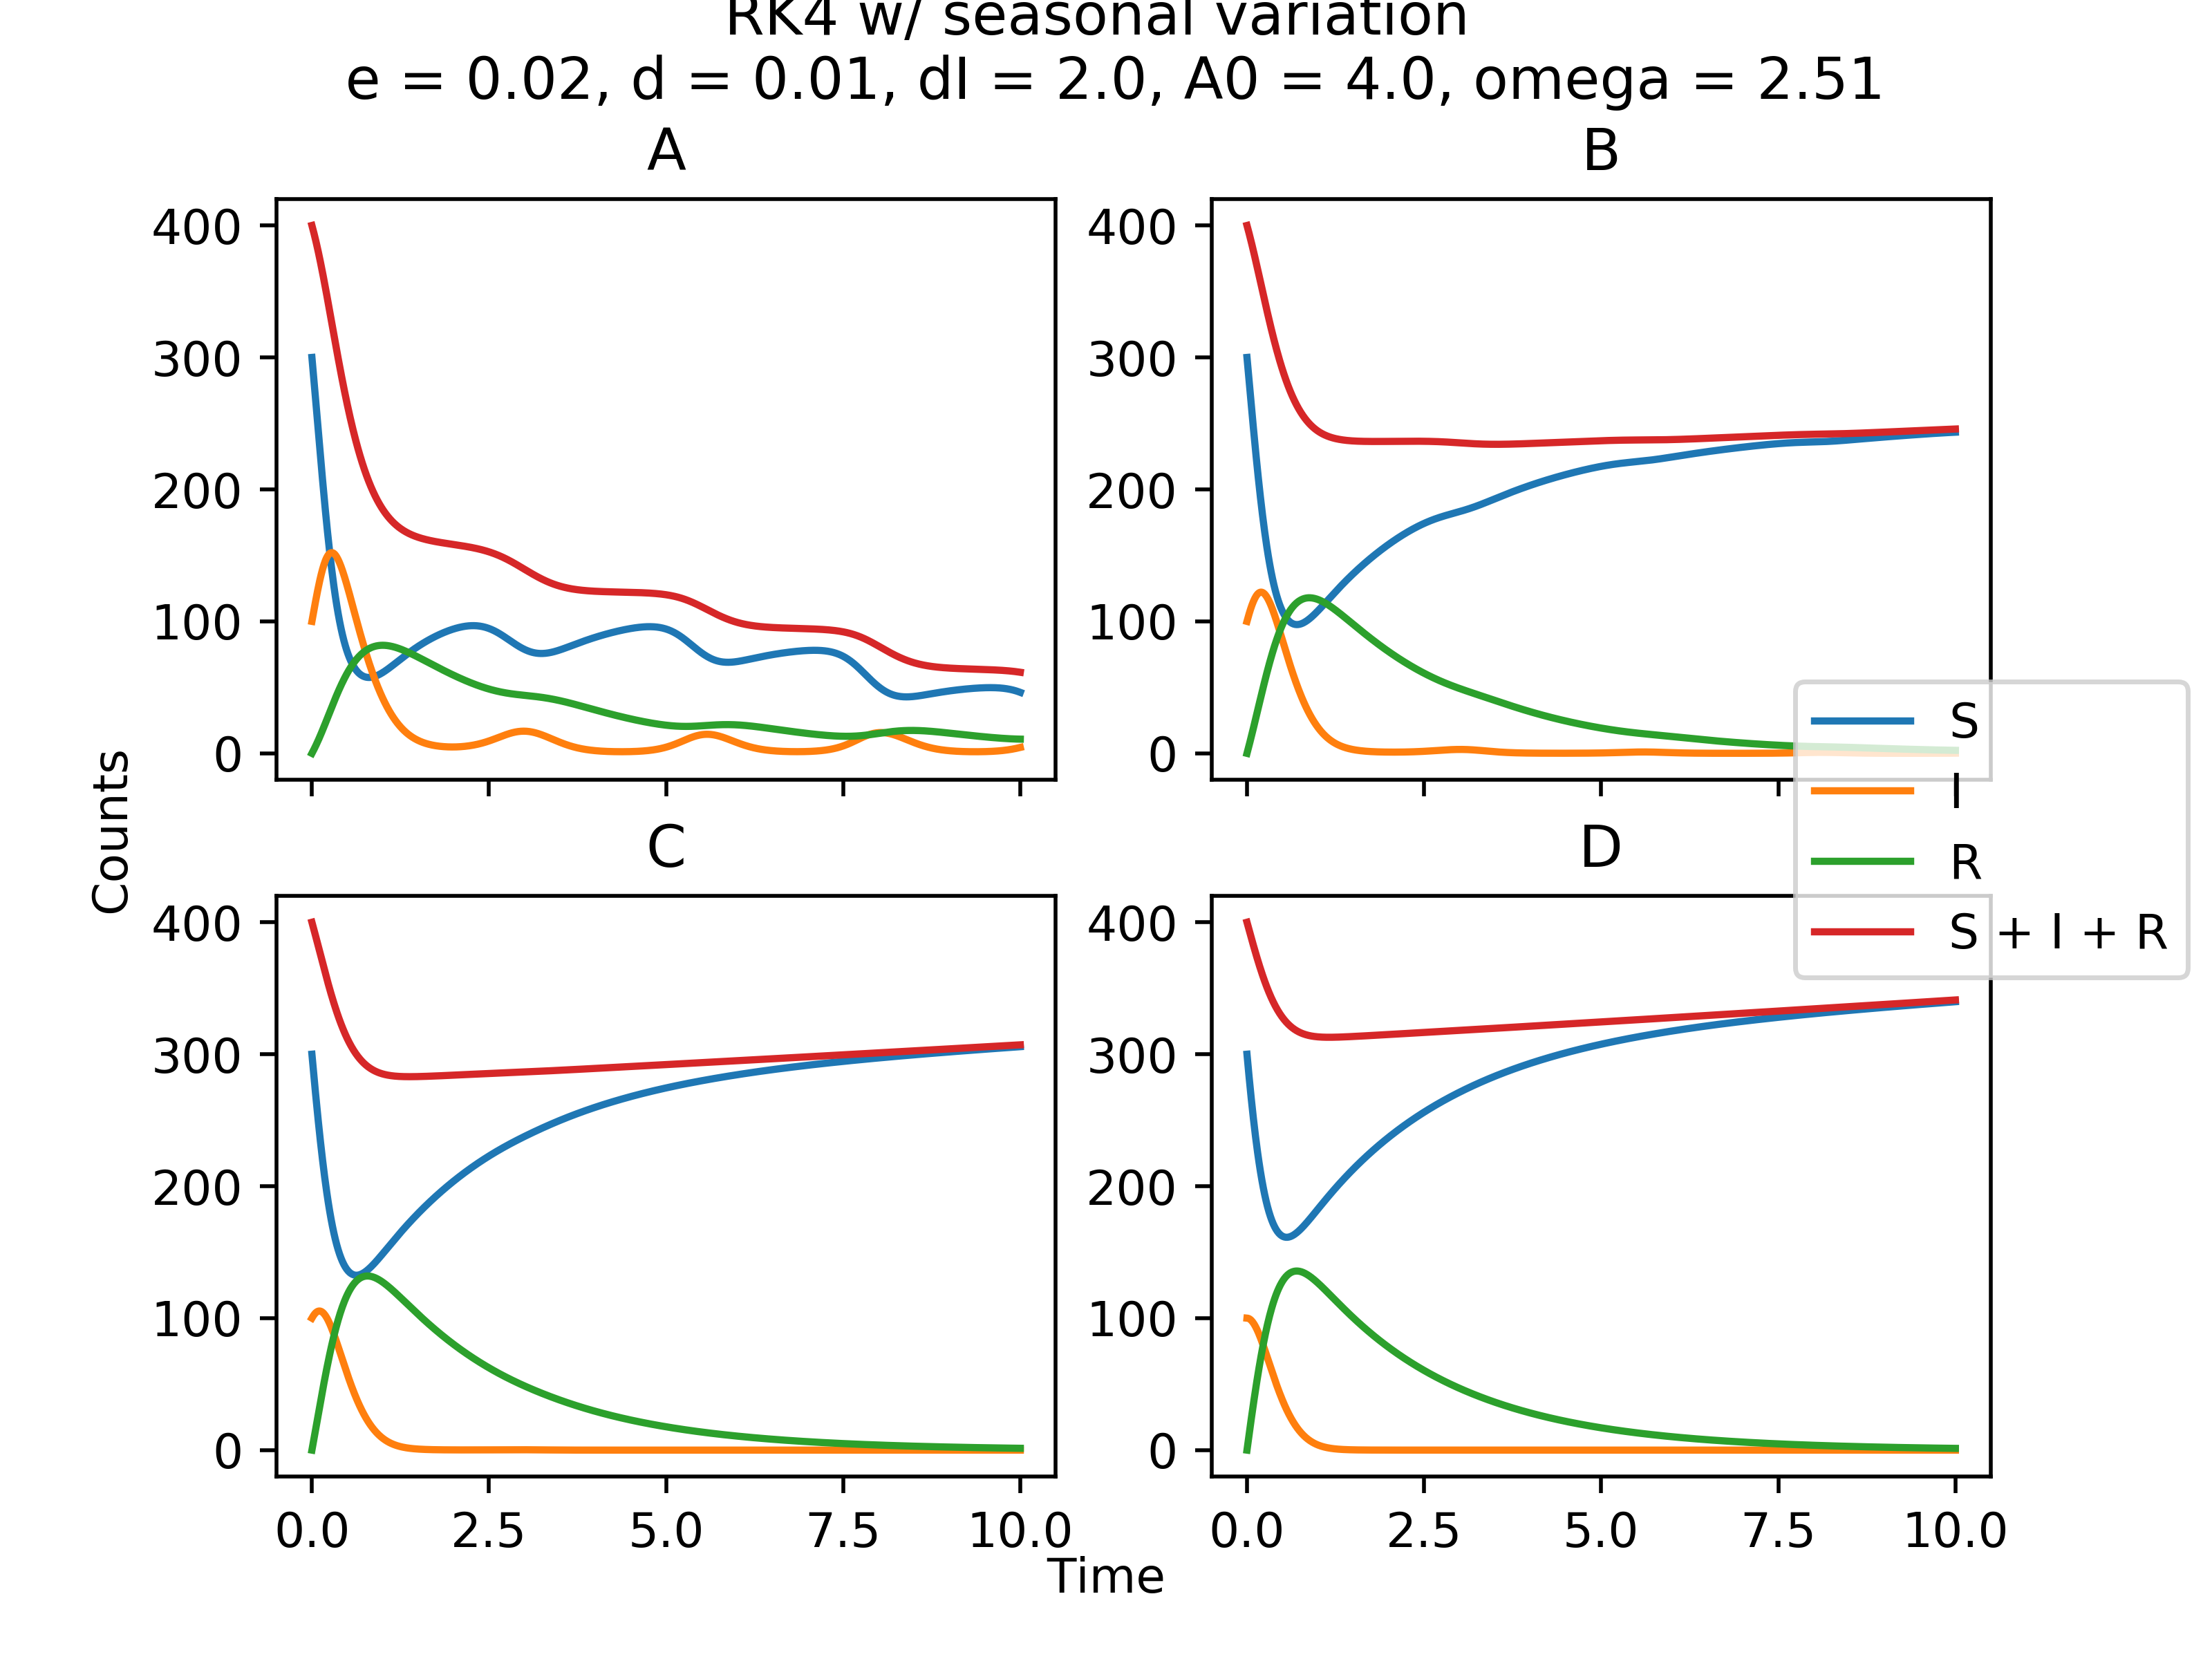 RK4 w/ seasonal variation
e = 0.02, d = 0.01, dI = 2.0, A0 = 4.0, omega = 2.51
A
B
400
300
200
100
0
400
300
200
100
0
Counts
C
D
400
300
200
100
0
0.0 2.5 5.0 7.5 10.0
400
300
200
100
0
0.0 2.5 5.0 7.5 10.0
S
I
R
S + I + R
Time